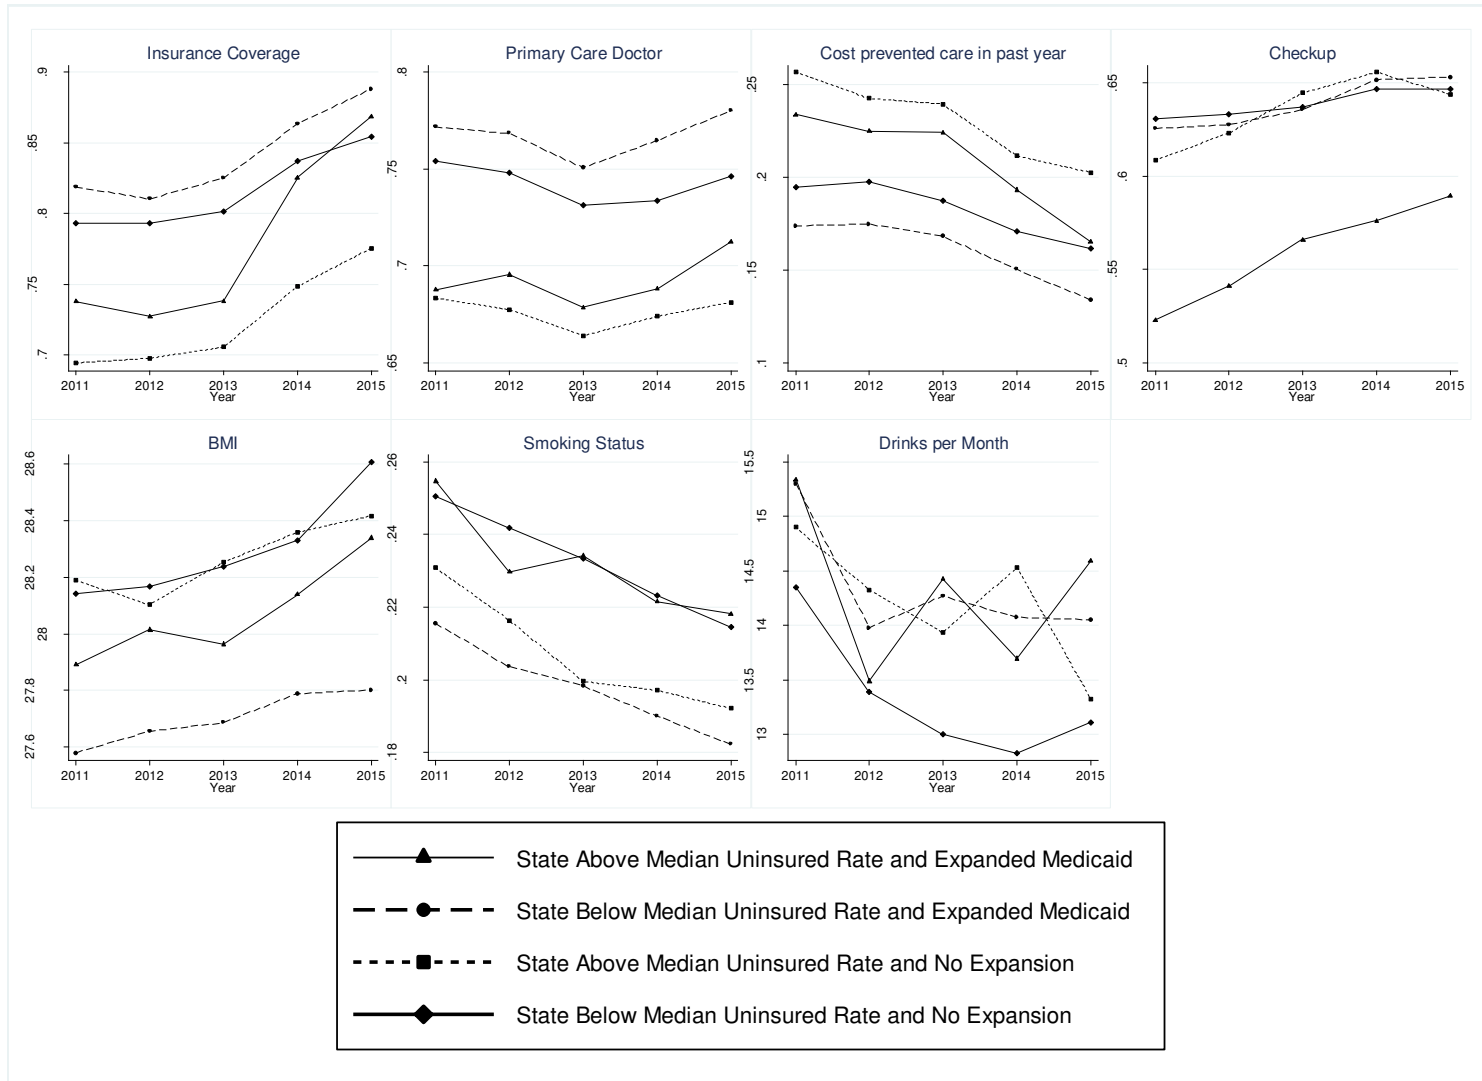 Insurance Coverage
.9
.85
.8
.75
.7
2011 2012 2013 2014 2015
Year
Primary Care Doctor
.8
.75
.7
.65
2011 2012 2013 2014 2015
Year
Cost prevented care in past year
.25
.2
.15
.1
2011 2012 2013 2014 2015
Year
Checkup
.65
.6
.55
.5
2011 2012 2013 2014 2015
Year
BMI
28.6
28.4
28.2
28
27.8
27.6
2011 2012 2013 2014 2015
Year
Smoking Status
.26
.24
.22
.2
.18
2011 2012 2013 2014 2015
Year
Drinks per Month
15.5
15
14.5
14
13.5
13
2011 2012 2013 2014 2015
Year
State Above Median Uninsured Rate and Expanded Medicaid
State Below Median Uninsured Rate and Expanded Medicaid
State Above Median Uninsured Rate and No Expansion
State Below Median Uninsured Rate and No Expansion